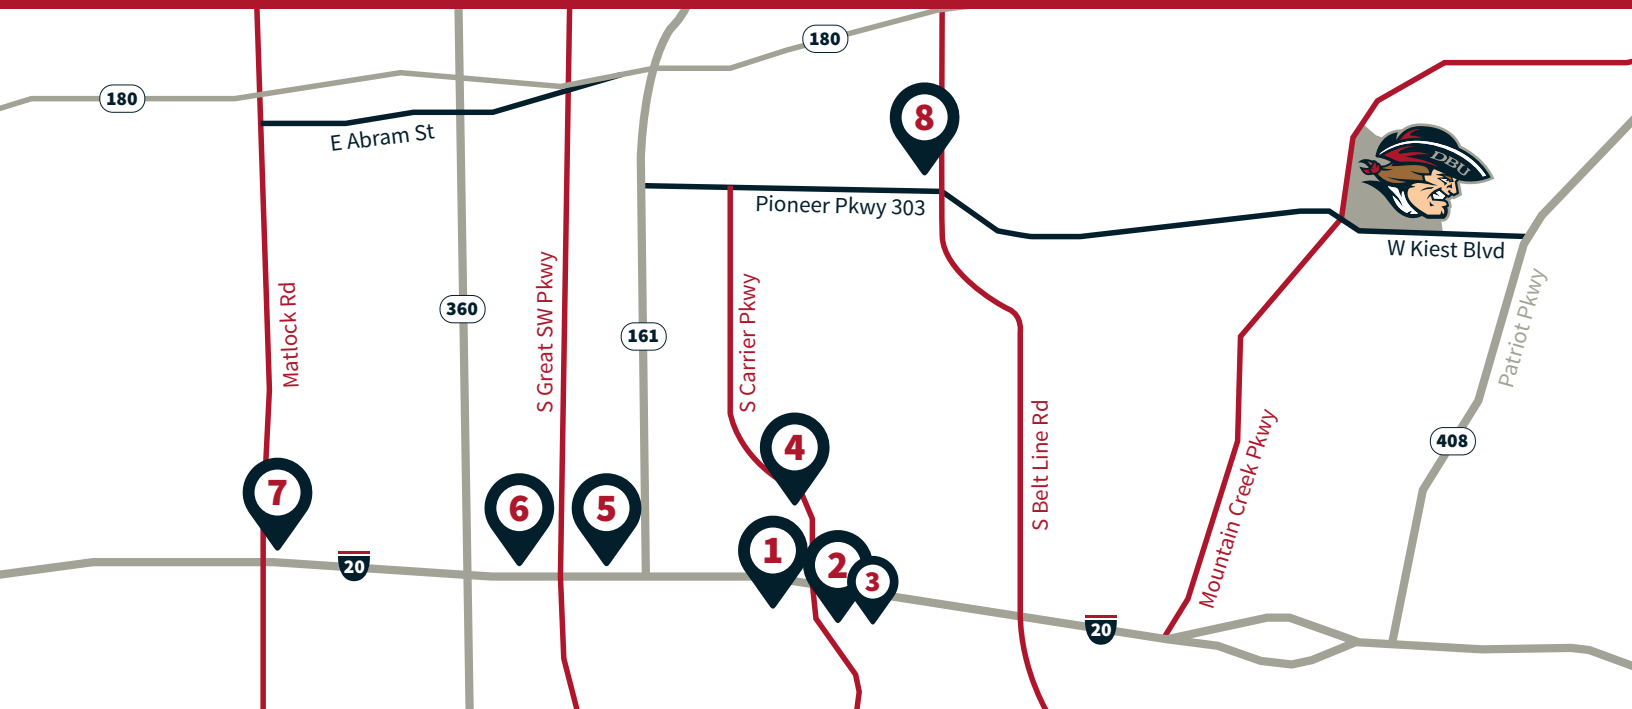 180
180
8
E Abram St
DBU
Pioneer Pkwy 303
W Kiest Blvd
Matlock Rd
360
S Great SW Pkwy
161
S Carrier Pkwy
Patriot Pkwy
S Belt Line Rd
408
Mountain Creek Pkwy
4
7
6
5
1
2
3
20
20